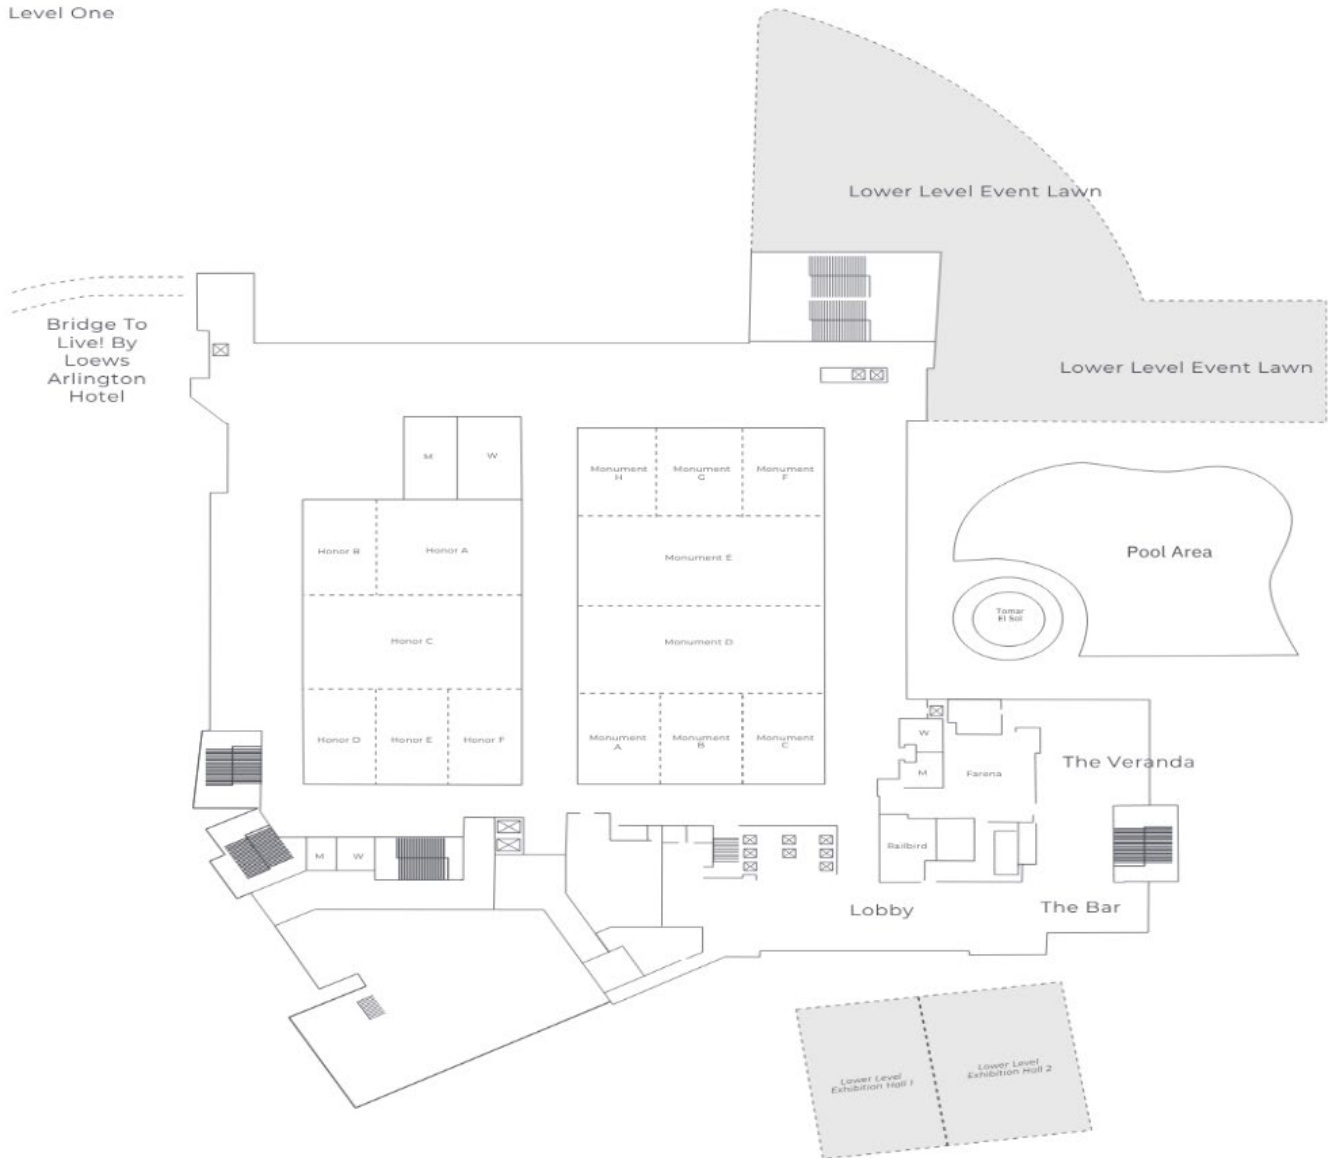 Level One
Lower Level Event Lawn
Bridge To
Live! By
Loews
Arlington
Hotel
Lower Level Event Lawn
M
W
Monument
H
Monument
G
Monument
F
Honor B
Honor A
Monument E
Pool Area
Tomar
El Sol
Honor C
Monument D
Honor D
Honor E
Honor F
Monument
A
Monument
B
Monument
C
W
M
Farena
The Veranda
Railbird
M
W
Lobby
The Bar
Lower Level
Exhibition Hall 1
Lower Level
Exhibition Hall 2